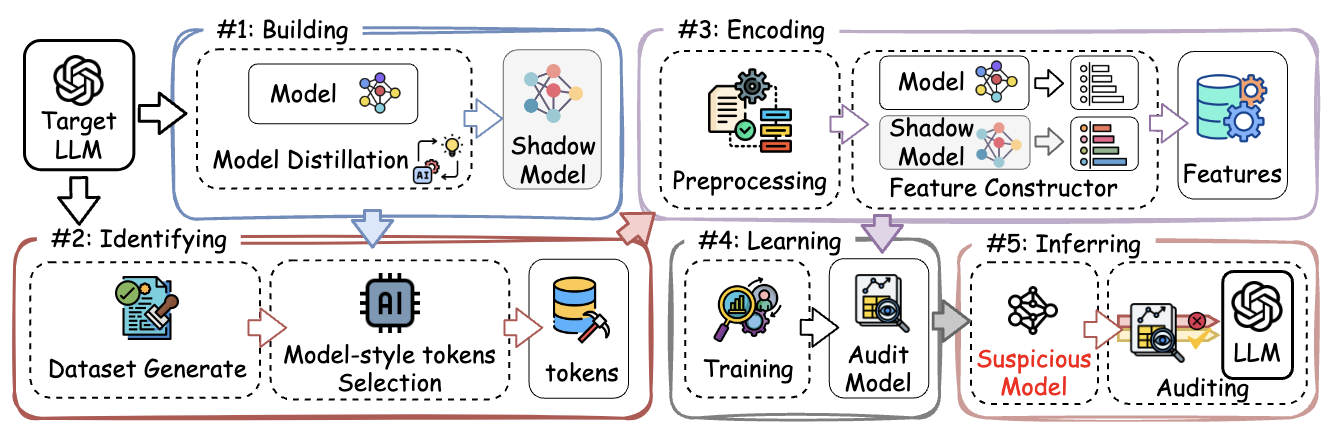 Target
LLM
#1: Building
Model
Model Distillation
AI
Shadow
Model
#2: Identifying
Dataset Generate
AI
Model-style tokens
Selection
tokens
#3: Encoding
Preprocessing
Model
Shadow
Model
Feature Constructor
Features
#4: Learning
Training
Audit
Model
#5: Inferring
Suspicious
Model
LLM
Auditing